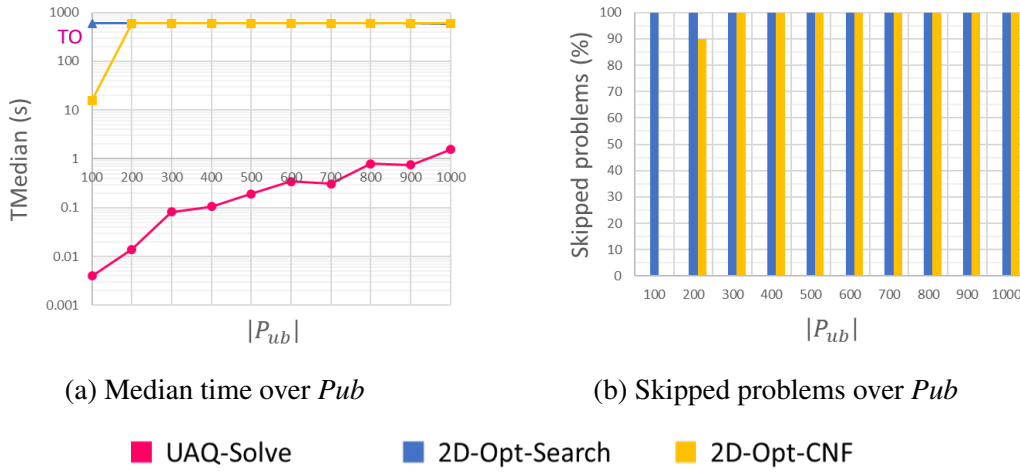 1000
TO
100
10
1
0.1
0.01
0.001
TMedian (s)
100 200 300 400 500 600 700 800 900 1000
|P_ub|
100
90
80
70
60
50
40
30
20
10
0
Skipped problems (%)
100 200 300 400 500 600 700 800 900 1000
|P_ub|
(a) Median time over Pub
(b) Skipped problems over Pub
UAQ-Solve 2D-Opt-Search 2D-Opt-CNF